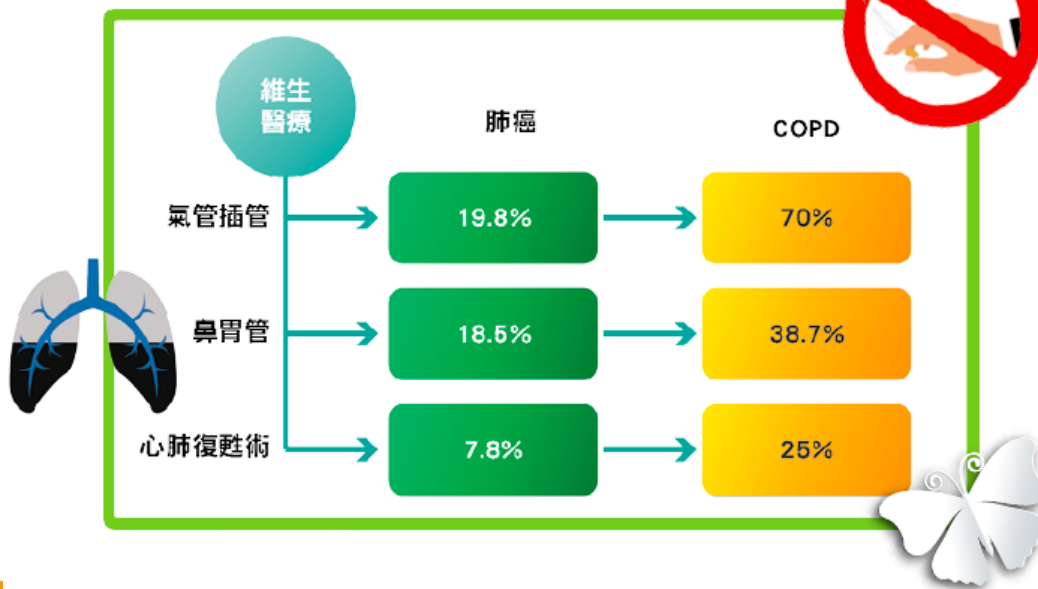 維生
醫療
肺癌
COPD
氣管插管
19.8%
70%
鼻胃管
18.5%
38.7%
心肺復甦術
7.8%
25%